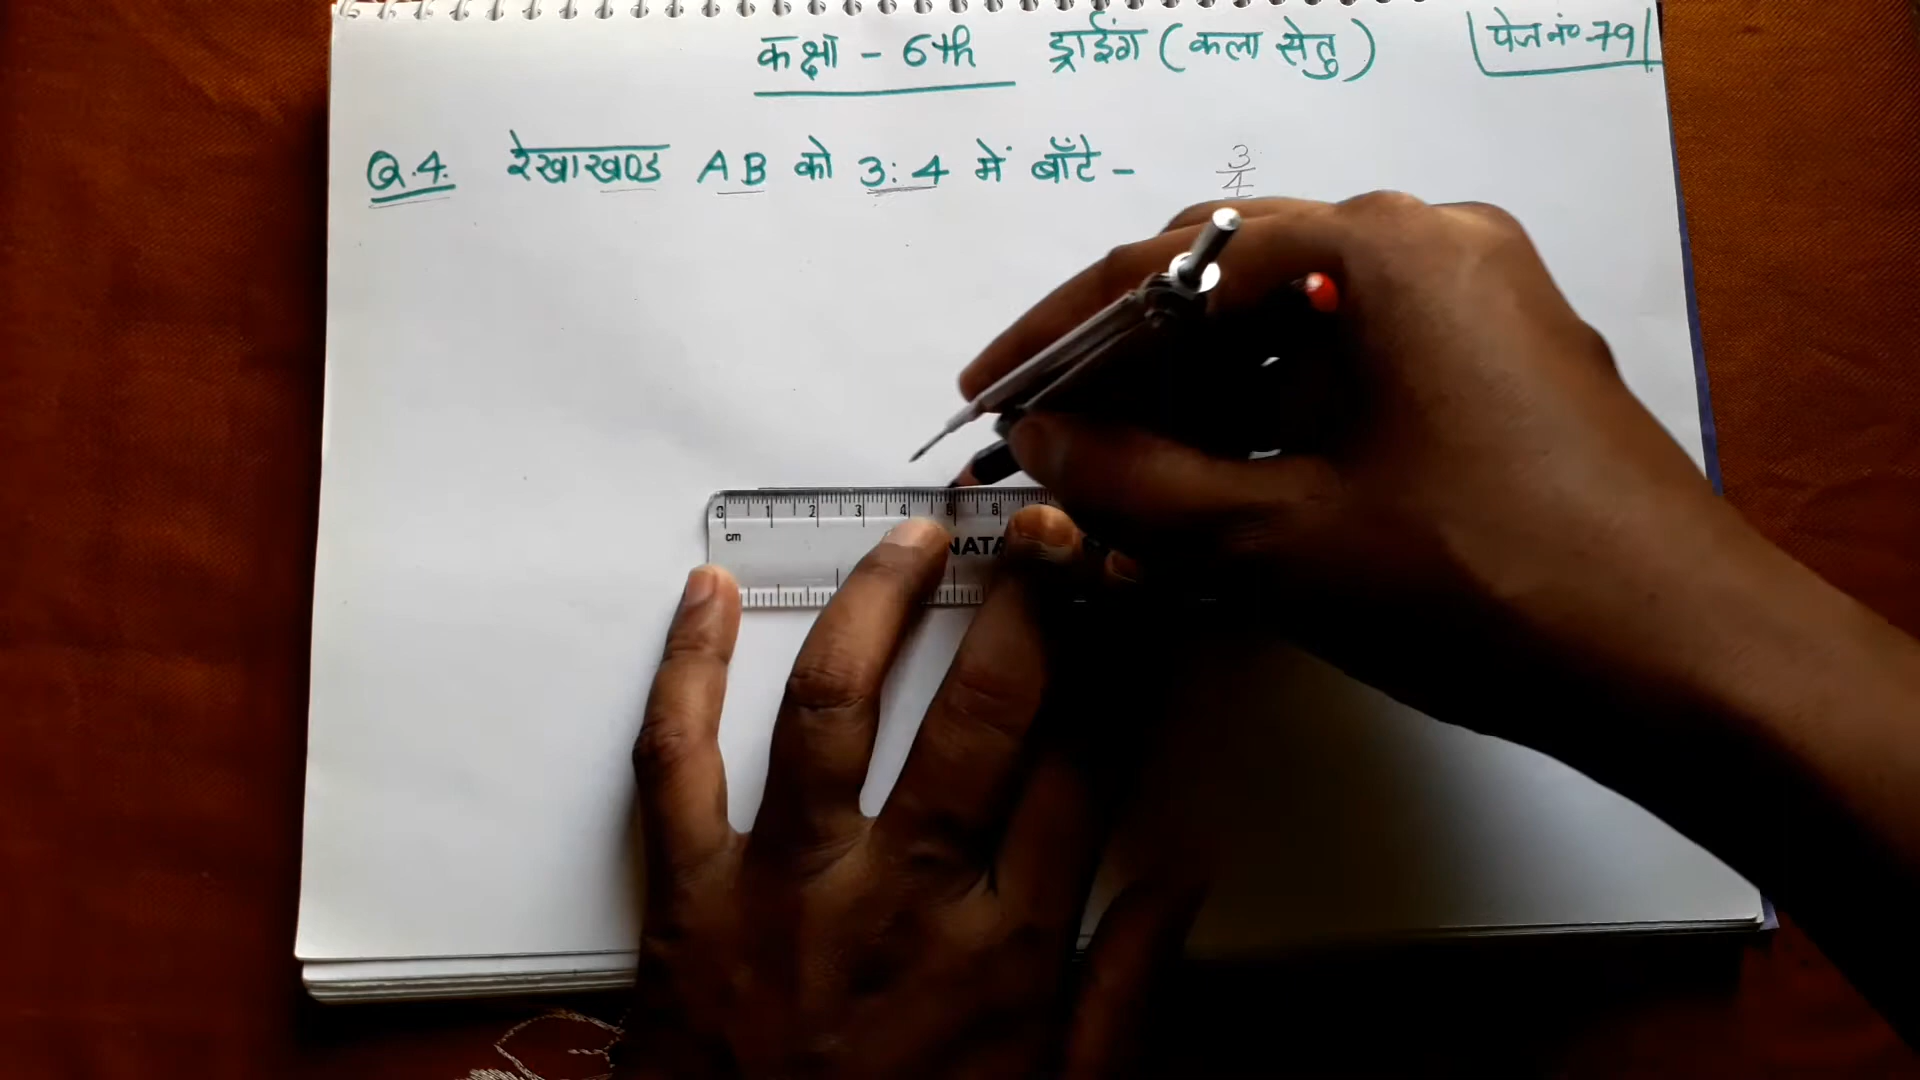 कक्षा - 6th ड्राईंग (कला सेतु) पेज नं० 79
Q.4. रेखाखण्ड AB को 3:4 में बाँटे -
3
4
0 1 2 3 4 5 6
cm
NATA